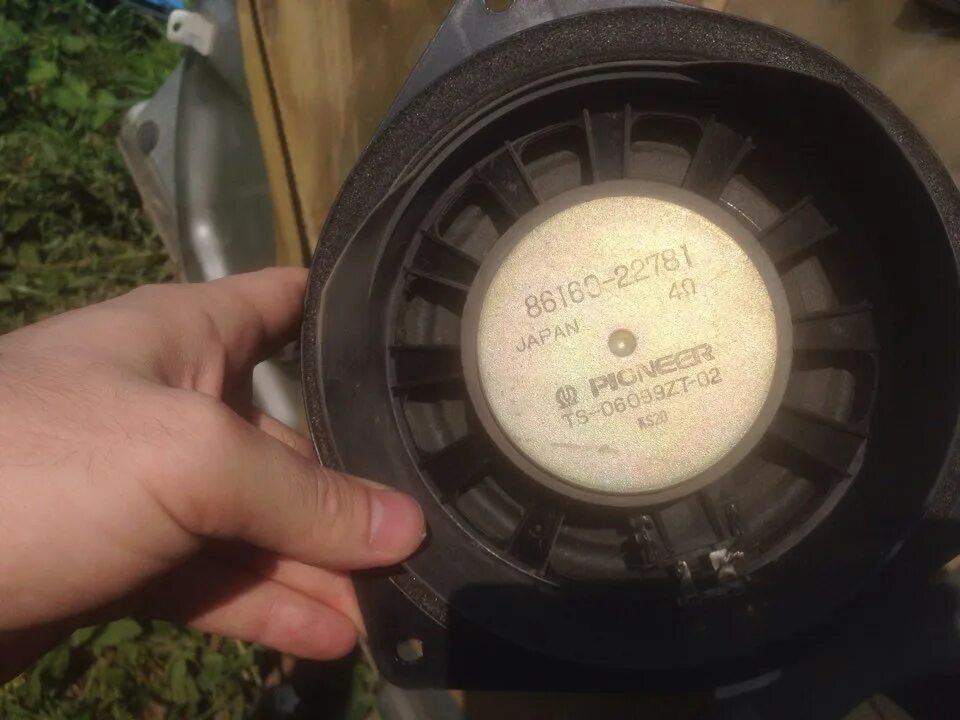 86160-22781
4Ω
JAPAN
PIONEER
TS-06099ZT-02
KS20